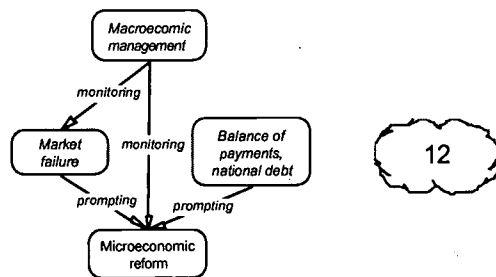 Macroecomic
management
monitoring
Market
failure
monitoring
Balance of
payments,
national debt
12
prompting
prompting
Microeconomic
reform